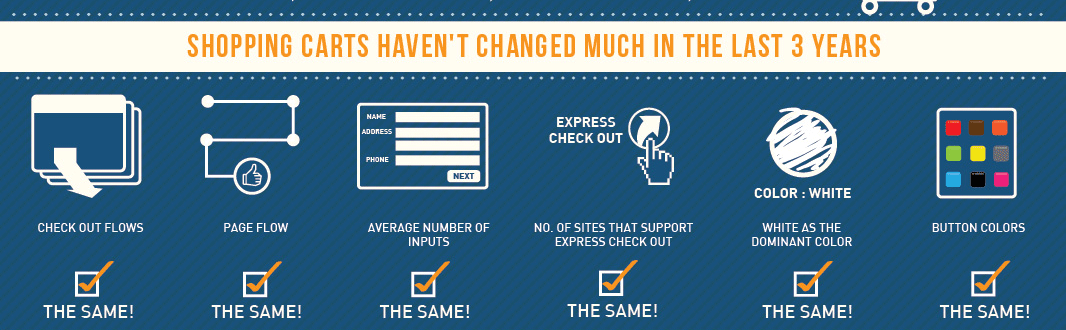 SHOPPING CARTS HAVEN'T CHANGED MUCH IN THE LAST 3 YEARS
NAME
ADDRESS
PHONE
NEXT
EXPRESS
CHECK OUT
COLOR : WHITE
CHECK OUT FLOWS
PAGE FLOW
AVERAGE NUMBER OF
INPUTS
NO. OF SITES THAT SUPPORT
EXPRESS CHECK OUT
WHITE AS THE
DOMINANT COLOR
BUTTON COLORS
THE SAME!
THE SAME!
THE SAME!
THE SAME!
THE SAME!
THE SAME!